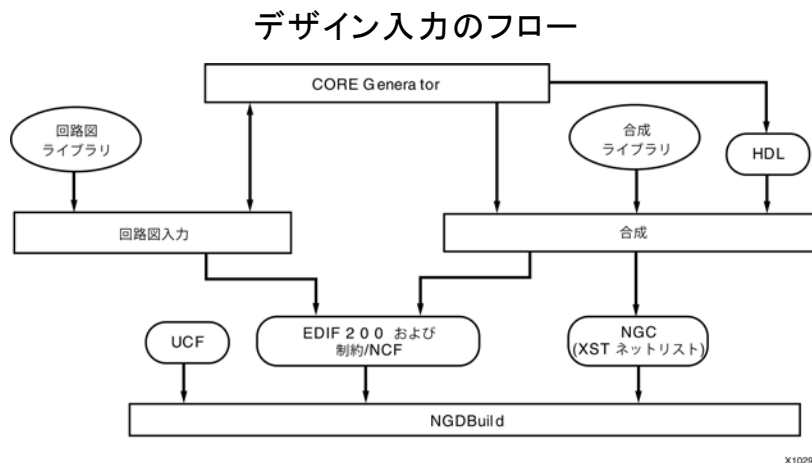 デザイン入力のフロー
CORE Generator
回路図
ライブラリ
合成
ライブラリ
HDL
回路図入力
合成
UCF
EDIF 2 0 0 および
制約/NCF
NGC
(XST ネットリスト)
NGDBuild
X1029